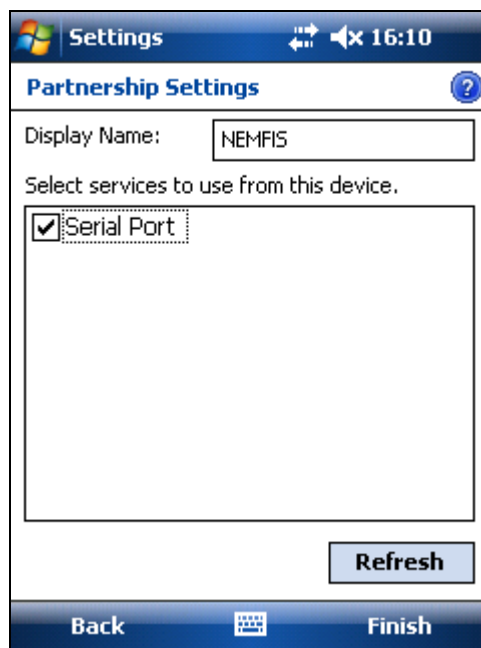 Settings 16:10
Partnership Settings ?
Display Name: NEMFIS
Select services to use from this device.
Serial Port
Refresh
Back Finish